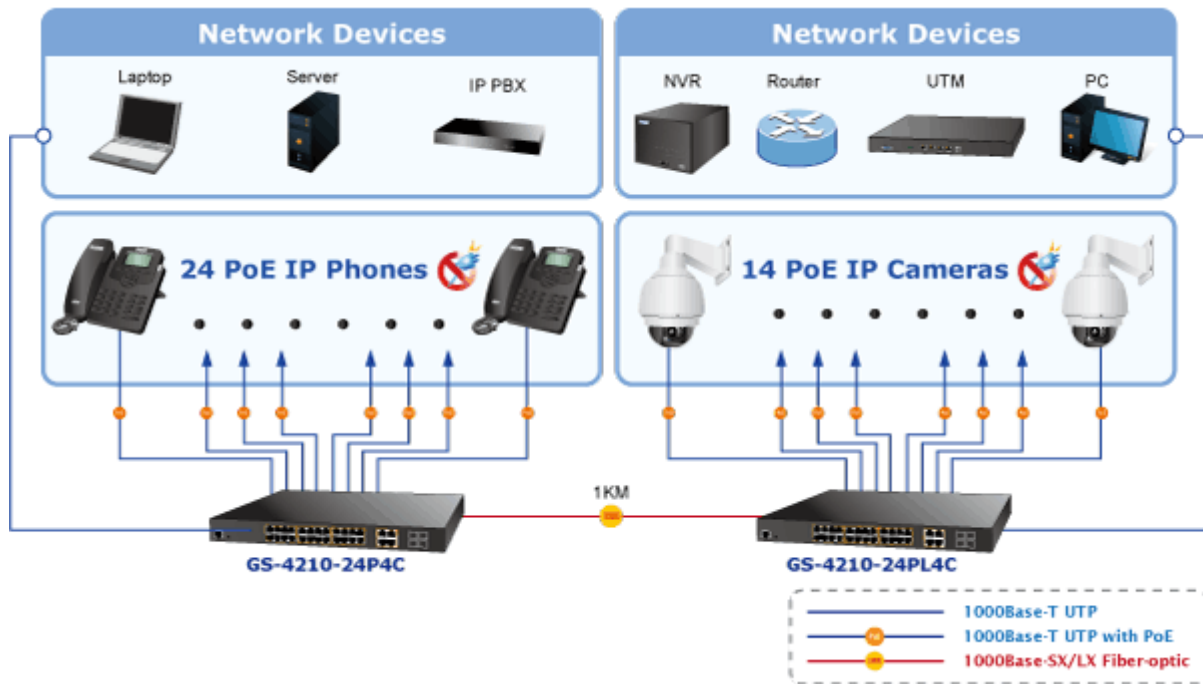 Network Devices
Network Devices
Laptop
Server
IP PBX
NVR
Router
UTM
PC
24 PoE IP Phones
14 PoE IP Cameras
1KM
GS-4210-24P4C
GS-4210-24PL4C
1000Base-T UTP
1000Base-T UTP with PoE
1000Base-SX/LX Fiber-optic